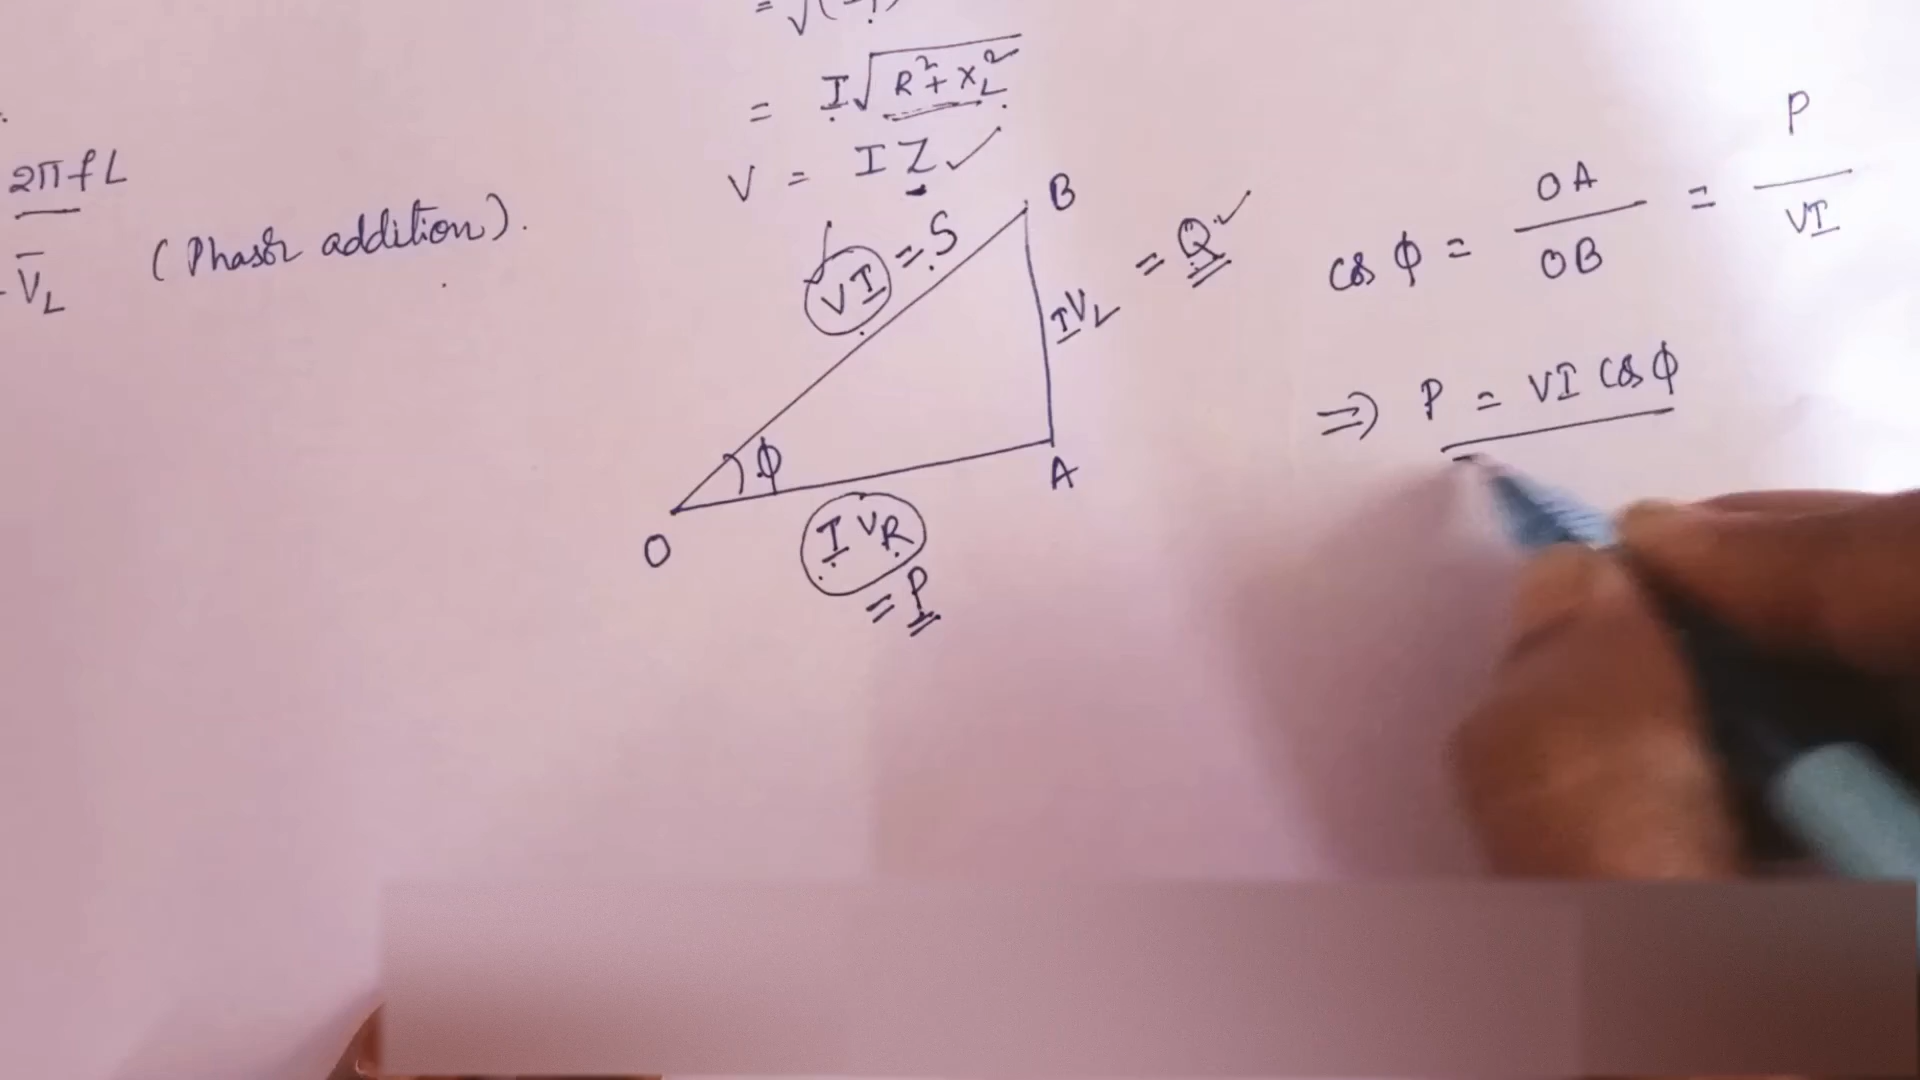 = I√R²+X_L²
V = IZ ✓
2πfL
V̄_L (Phasor addition).
VI = S
B
IV_L = Q ✓
φ
O
A
IV_R
= P
cos φ = OA/OB = P/VI
⇒ P = VI cos φ